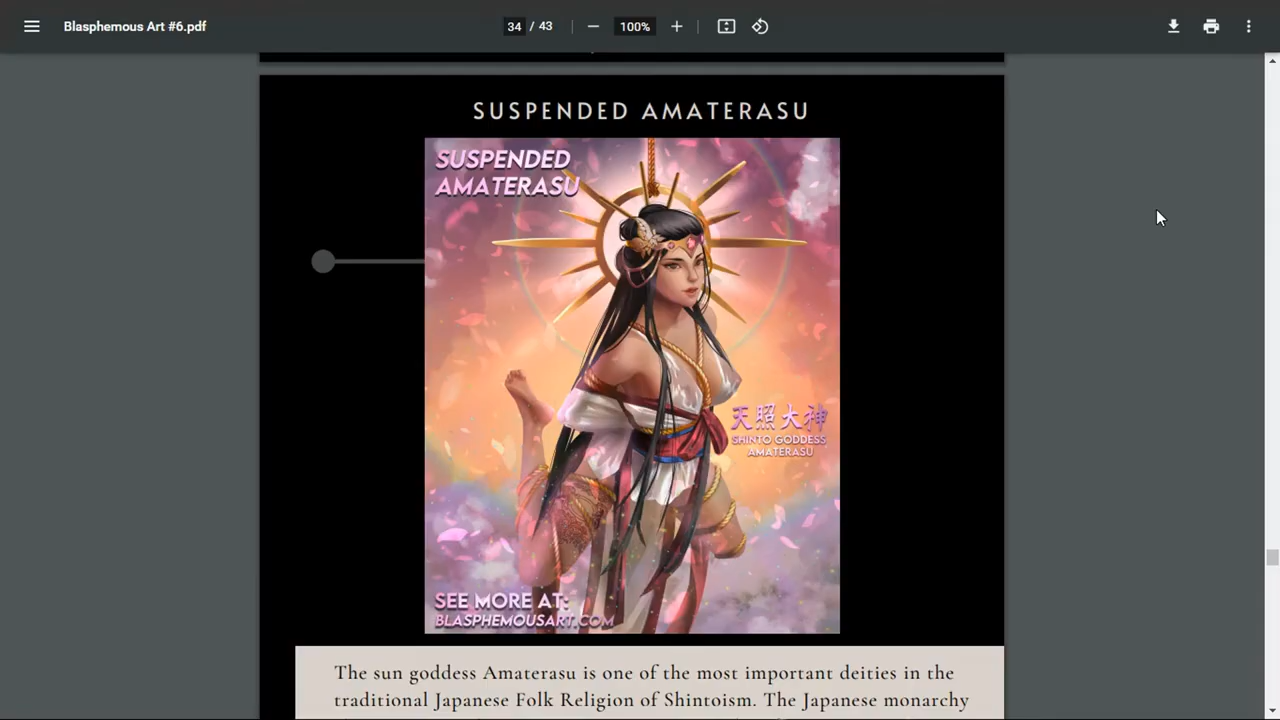 Blasphemous Art #6.pdf
34 / 43
100%
SUSPENDED AMATERASU
SUSPENDED
AMATERASU
天照大神
SHINTO GODDESS
AMATERASU
SEE MORE AT:
BLASPHEMOUSART.COM
The sun goddess Amaterasu is one of the most important deities in the
traditional Japanese Folk Religion of Shintoism. The Japanese monarchy